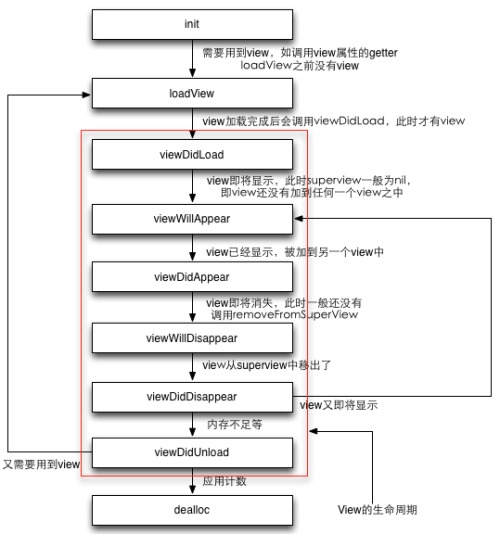 init
需要用到view，如调用view属性的getter
loadView之前没有view
loadView
view加载完成后会调用viewDidLoad，此时才有view
viewDidLoad
view即将显示，此时superview一般为nil，
即view还没有加到任何一个view之中
viewWillAppear
view已经显示，被加到另一个view中
viewDidAppear
view即将消失，此时一般还没有
调用removeFromSuperView
viewWillDisappear
view从superview中移出了
viewDidDisappear
view又即将显示
内存不足等
viewDidUnload
又需要用到view
应用计数
dealloc
View的生命周期